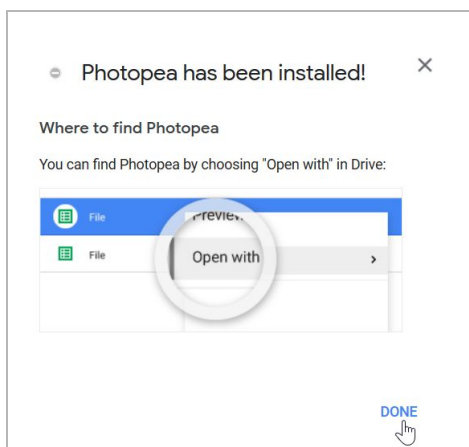 Photopea has been installed!
Where to find Photopea
You can find Photopea by choosing "Open with" in Drive:
File
Preview
File
Open with
DONE